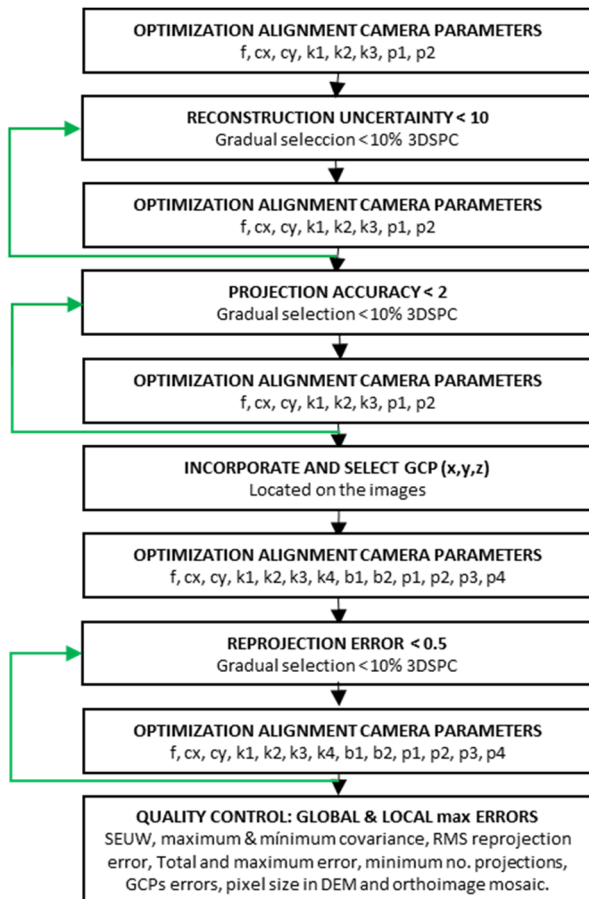 OPTIMIZATION ALIGNMENT CAMERA PARAMETERS
f, cx, cy, k1, k2, k3, p1, p2
RECONSTRUCTION UNCERTAINTY < 10
Gradual seleccion <10% 3DSPC
OPTIMIZATION ALIGNMENT CAMERA PARAMETERS
f, cx, cy, k1, k2, k3, p1, p2
PROJECTION ACCURACY < 2
Gradual selection <10% 3DSPC
OPTIMIZATION ALIGNMENT CAMERA PARAMETERS
f, cx, cy, k1, k2, k3, p1, p2
INCORPORATE AND SELECT GCP (x,y,z)
Located on the images
OPTIMIZATION ALIGNMENT CAMERA PARAMETERS
f, cx, cy, k1, k2, k3, k4, b1, b2, p1, p2, p3, p4
REPROJECTION ERROR < 0.5
Gradual selection <10% 3DSPC
OPTIMIZATION ALIGNMENT CAMERA PARAMETERS
f, cx, cy, k1, k2, k3, k4, b1, b2, p1, p2, p3, p4
QUALITY CONTROL: GLOBAL & LOCAL max ERRORS
SEUW, maximum & mínimum covariance, RMS reprojection
error, Total and maximum error, minimum no. projections,
GCPs errors, pixel size in DEM and orthoimage mosaic.